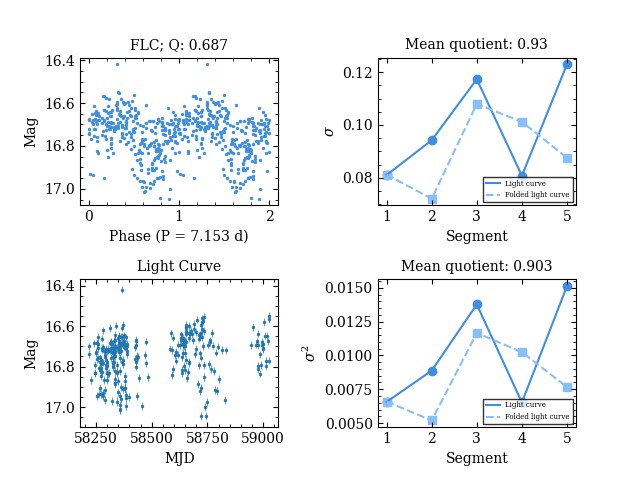 FLC; Q: 0.687
16.4
16.6
16.8
17.0
Mag
0
1
2
Phase (P = 7.153 d)
Mean quotient: 0.93
0.12
0.10
0.08
σ
Light curve
Folded light curve
1
2
3
4
5
Segment
Light Curve
16.4
16.6
16.8
17.0
Mag
58250
58500
58750
59000
MJD
Mean quotient: 0.903
0.0150
0.0125
0.0100
0.0075
0.0050
σ²
Light curve
Folded light curve
1
2
3
4
5
Segment